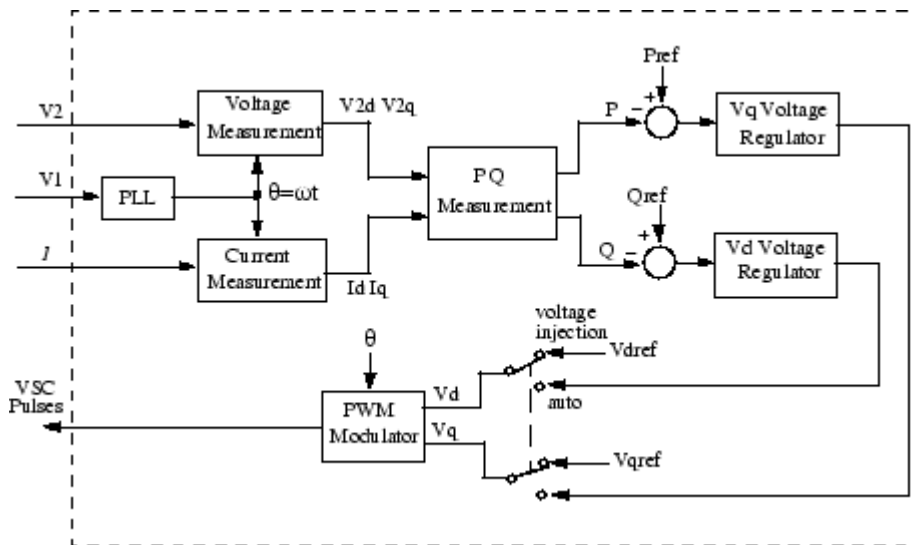 Pref
V2
Voltage
Measurement
V2d V2q
P
+
−
Vq Voltage
Regulator
V1
PLL
θ=ωt
PQ
Measurement
Qref
I
Current
Measurement
Id Iq
Q
+
−
Vd Voltage
Regulator
voltage
injection
θ
Vdref
VSC
Pulses
PWM
Modulator
Vd
auto
Vq
Vqref